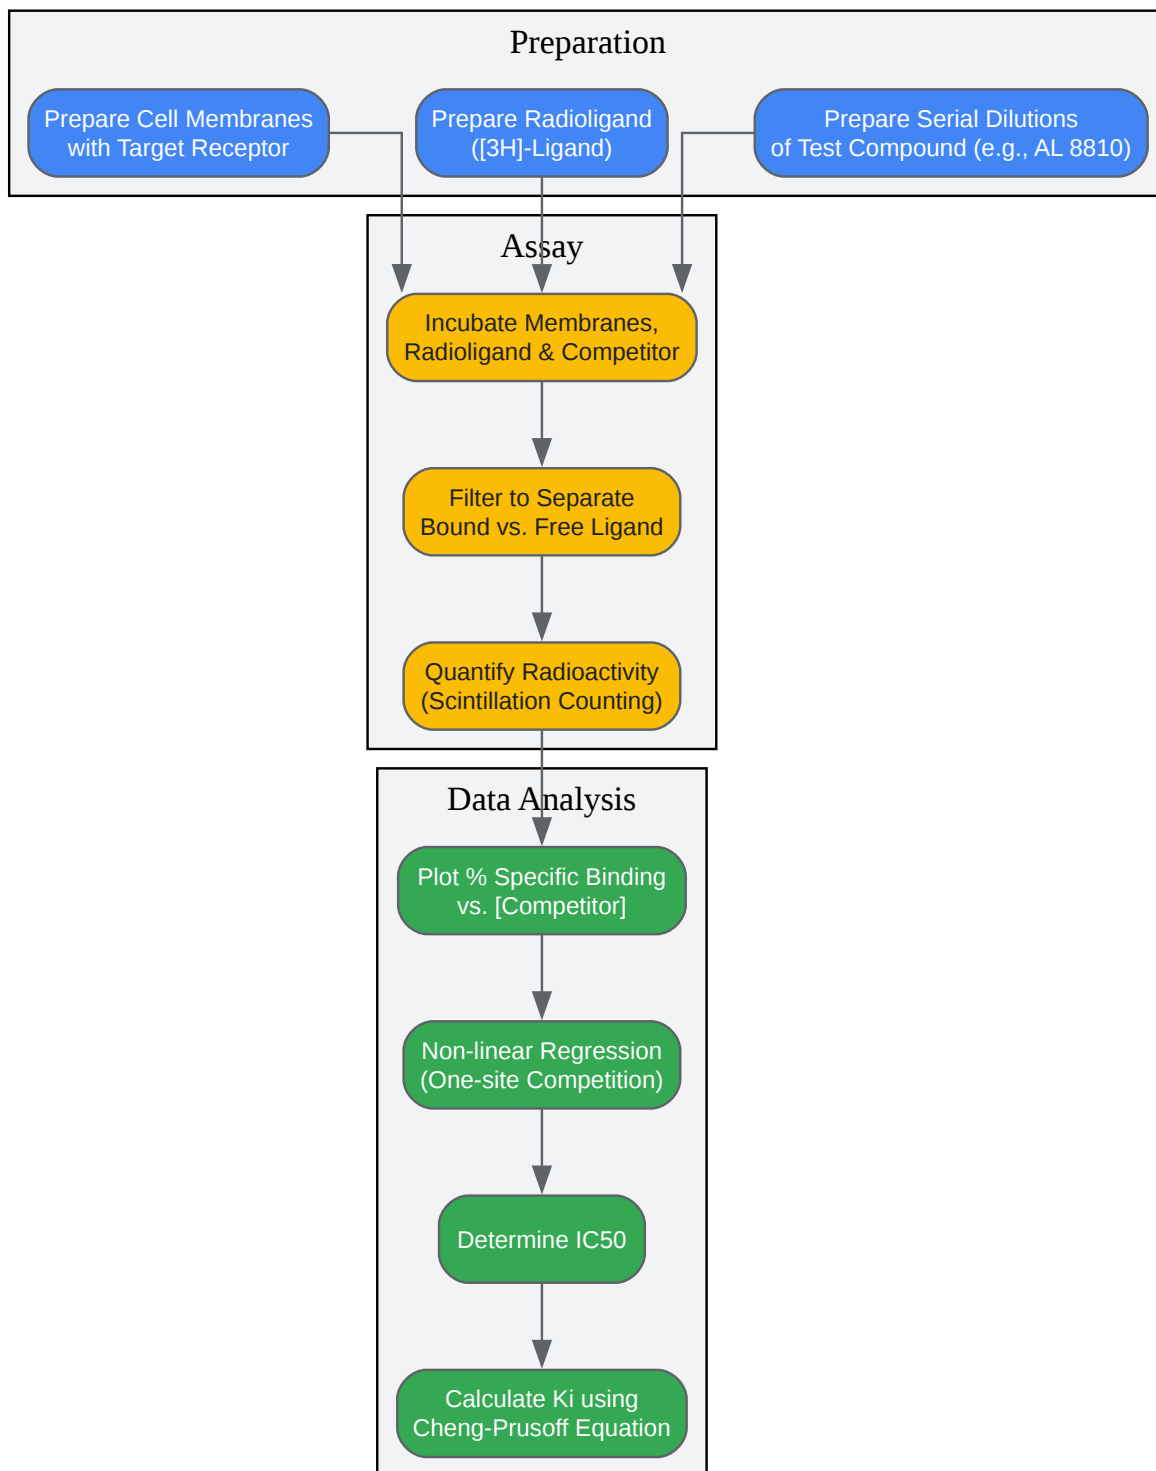 Preparation
Prepare Cell Membranes
with Target Receptor
Prepare Radioligand
([3H]-Ligand)
Prepare Serial Dilutions
of Test Compound (e.g., AL 8810)
Assay
Incubate Membranes,
Radioligand & Competitor
Filter to Separate
Bound vs. Free Ligand
Quantify Radioactivity
(Scintillation Counting)
Data Analysis
Plot % Specific Binding
vs. [Competitor]
Non-linear Regression
(One-site Competition)
Determine IC50
Calculate Ki using
Cheng-Prusoff Equation